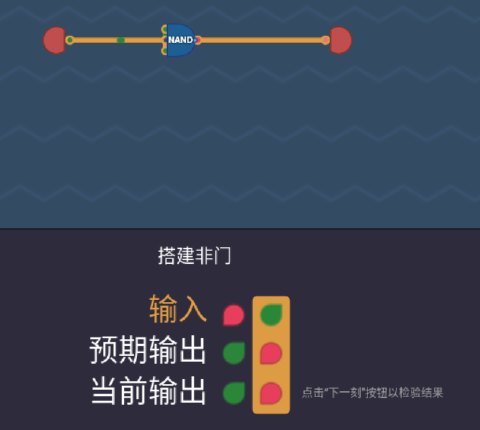 NAND
搭建非门
输入
预期输出
当前输出
点击“下一刻”按钮以检验结果